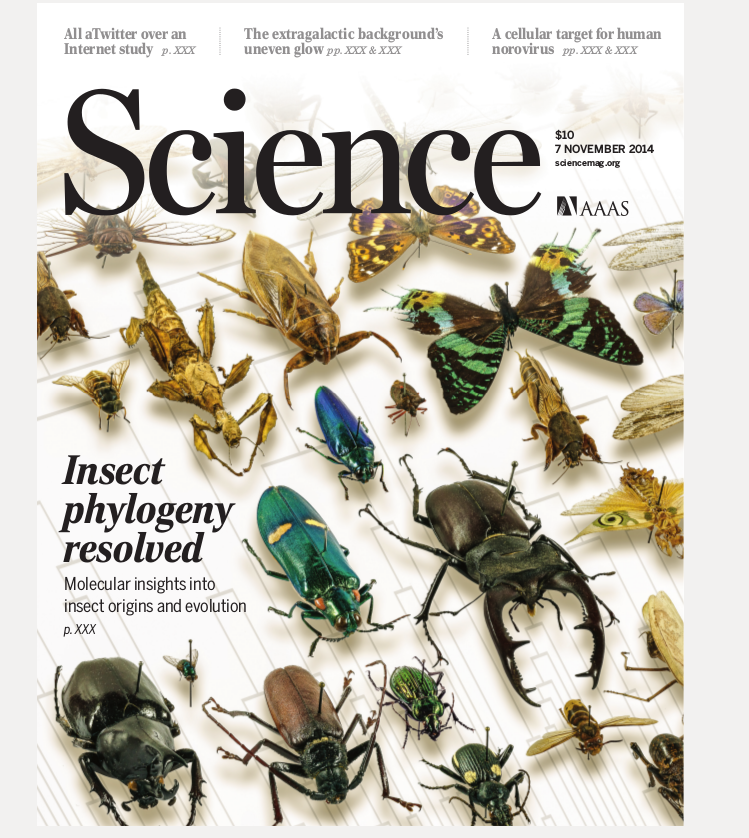 All aTwitter over an
Internet study p. XXX
The extragalactic background's
uneven glow pp. XXX & XXX
A cellular target for human
norovirus pp. XXX & XXX
Science
$10
7 NOVEMBER 2014
sciencemag.org
AAAS
Insect
phylogeny
resolved
Molecular insights into
insect origins and evolution
p. XXX